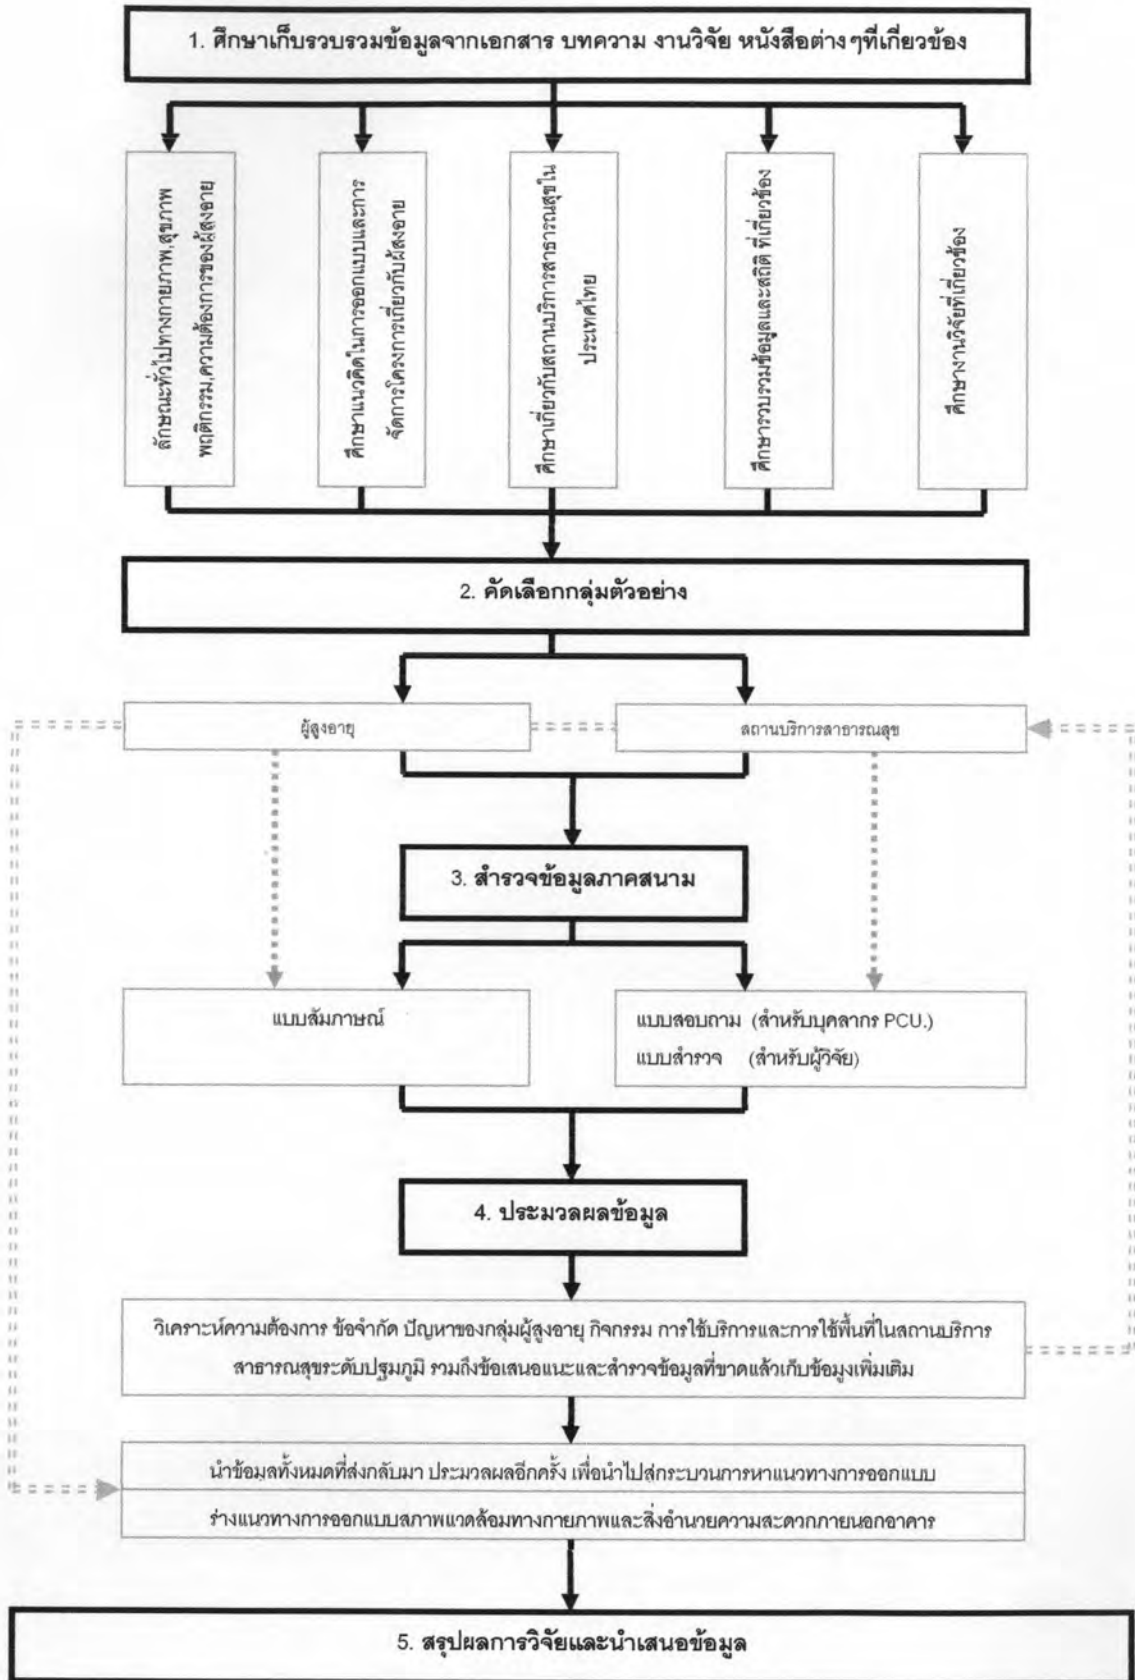 1. ศึกษาเก็บรวบรวมข้อมูลจากเอกสาร บทความ งานวิจัย หนังสือต่างๆที่เกี่ยวข้อง
ลักษณะทั่วไปทางกายภาพ,สุขภาพ
พฤติกรรม,ความต้องการของผู้สูงอายุ
ศึกษาแนวคิดในการออกแบบและการ
จัดการโครงการเกี่ยวกับผู้สูงอายุ
ศึกษาเกี่ยวกับสถานบริการสาธารณสุขใน
ประเทศไทย
ศึกษารวบรวมข้อมูลและสถิติ ที่เกี่ยวข้อง
ศึกษางานวิจัยที่เกี่ยวข้อง
2. คัดเลือกกลุ่มตัวอย่าง
ผู้สูงอายุ
สถานบริการสาธารณสุข
3. สำรวจข้อมูลภาคสนาม
แบบสัมภาษณ์
แบบสอบถาม (สำหรับบุคลากร PCU.)
แบบสำรวจ (สำหรับผู้วิจัย)
4. ประมวลผลข้อมูล
วิเคราะห์ความต้องการ ข้อจำกัด ปัญหาของกลุ่มผู้สูงอายุ กิจกรรม การใช้บริการและการใช้พื้นที่ในสถานบริการ
สาธารณสุขระดับปฐมภูมิ รวมถึงข้อเสนอแนะและสำรวจข้อมูลที่ขาดแล้วเก็บข้อมูงเพิ่มเติม
นำข้อมูลทั้งหมดที่ส่งกลับมา ประมวลผลอีกครั้ง เพื่อนำไปสู่กระบวนการหาแนวทางการออกแบบ
ร่างแนวทางการออกแบบสภาพแวดล้อมทางกายภาพและสิ่งอำนวยความสะดวกภายนอกอาคาร
5. สรุปผลการวิจัยและนำเสนอข้อมูล